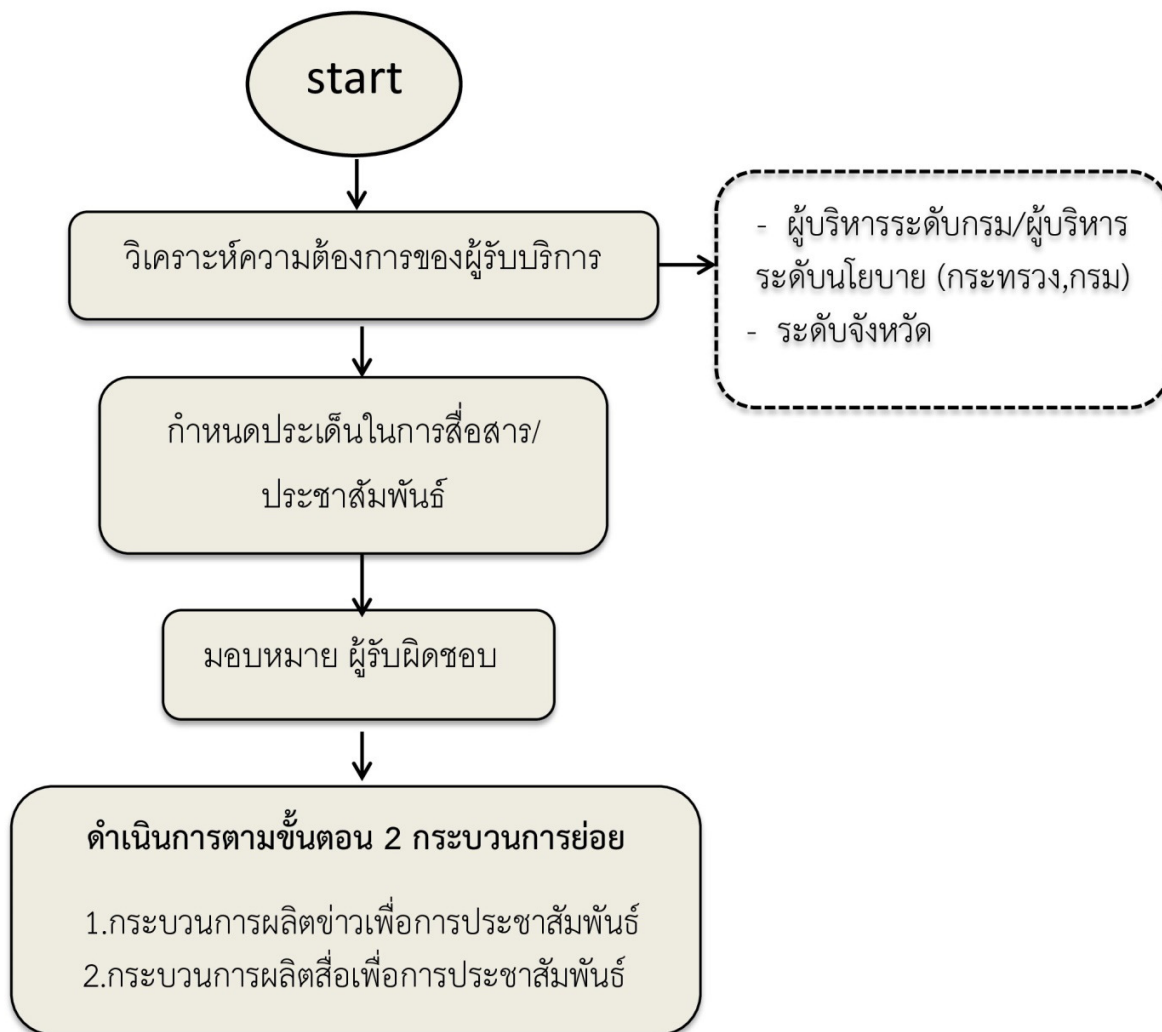 start
วิเคราะห์ความต้องการของผู้รับบริการ
- ผู้บริหารระดับกรม/ผู้บริหาร
ระดับนโยบาย (กระทรวง,กรม)
- ระดับจังหวัด
กำหนดประเด็นในการสื่อสาร/
ประชาสัมพันธ์
มอบหมาย ผู้รับผิดชอบ
ดำเนินการตามขั้นตอน 2 กระบวนการย่อย
1.กระบวนการผลิตข่าวเพื่อการประชาสัมพันธ์
2.กระบวนการผลิตสื่อเพื่อการประชาสัมพันธ์